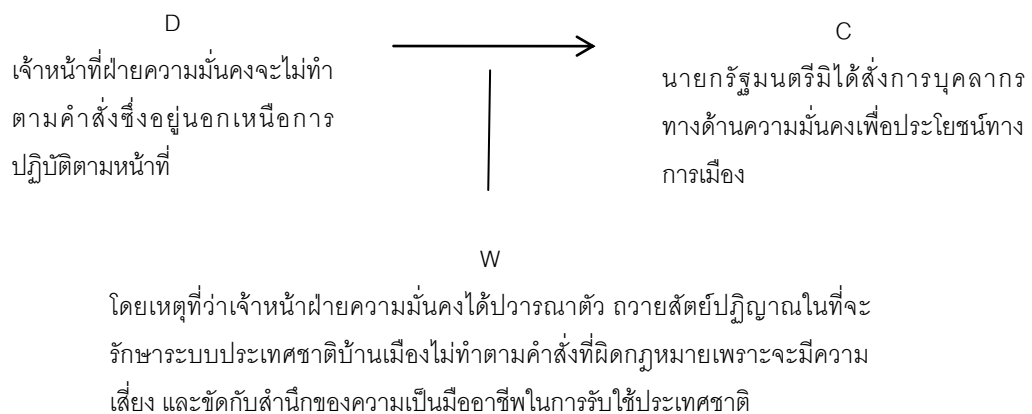 D
เจ้าหน้าที่ฝ่ายความมั่นคงจะไม่ทำ
ตามคำสั่งซึ่งอยู่นอกเหนือการ
ปฏิบัติตามหน้าที่
C
นายกรัฐมนตรีมิได้สั่งการบุคลากร
ทางด้านความมั่นคงเพื่อประโยชน์ทาง
การเมือง
W
โดยเหตุที่ว่าเจ้าหน้าฝ่ายความมั่นคงได้ปวารณาตัว ถวายสัตย์ปฏิญาณในที่จะ
รักษาระบบประเทศชาติบ้านเมืองไม่ทำตามคำสั่งที่ผิดกฎหมายเพราะจะมีความ
เสี่ยง และขัดกับสำนึกของความเป็นมืออาชีพในการรับใช้ประเทศชาติ